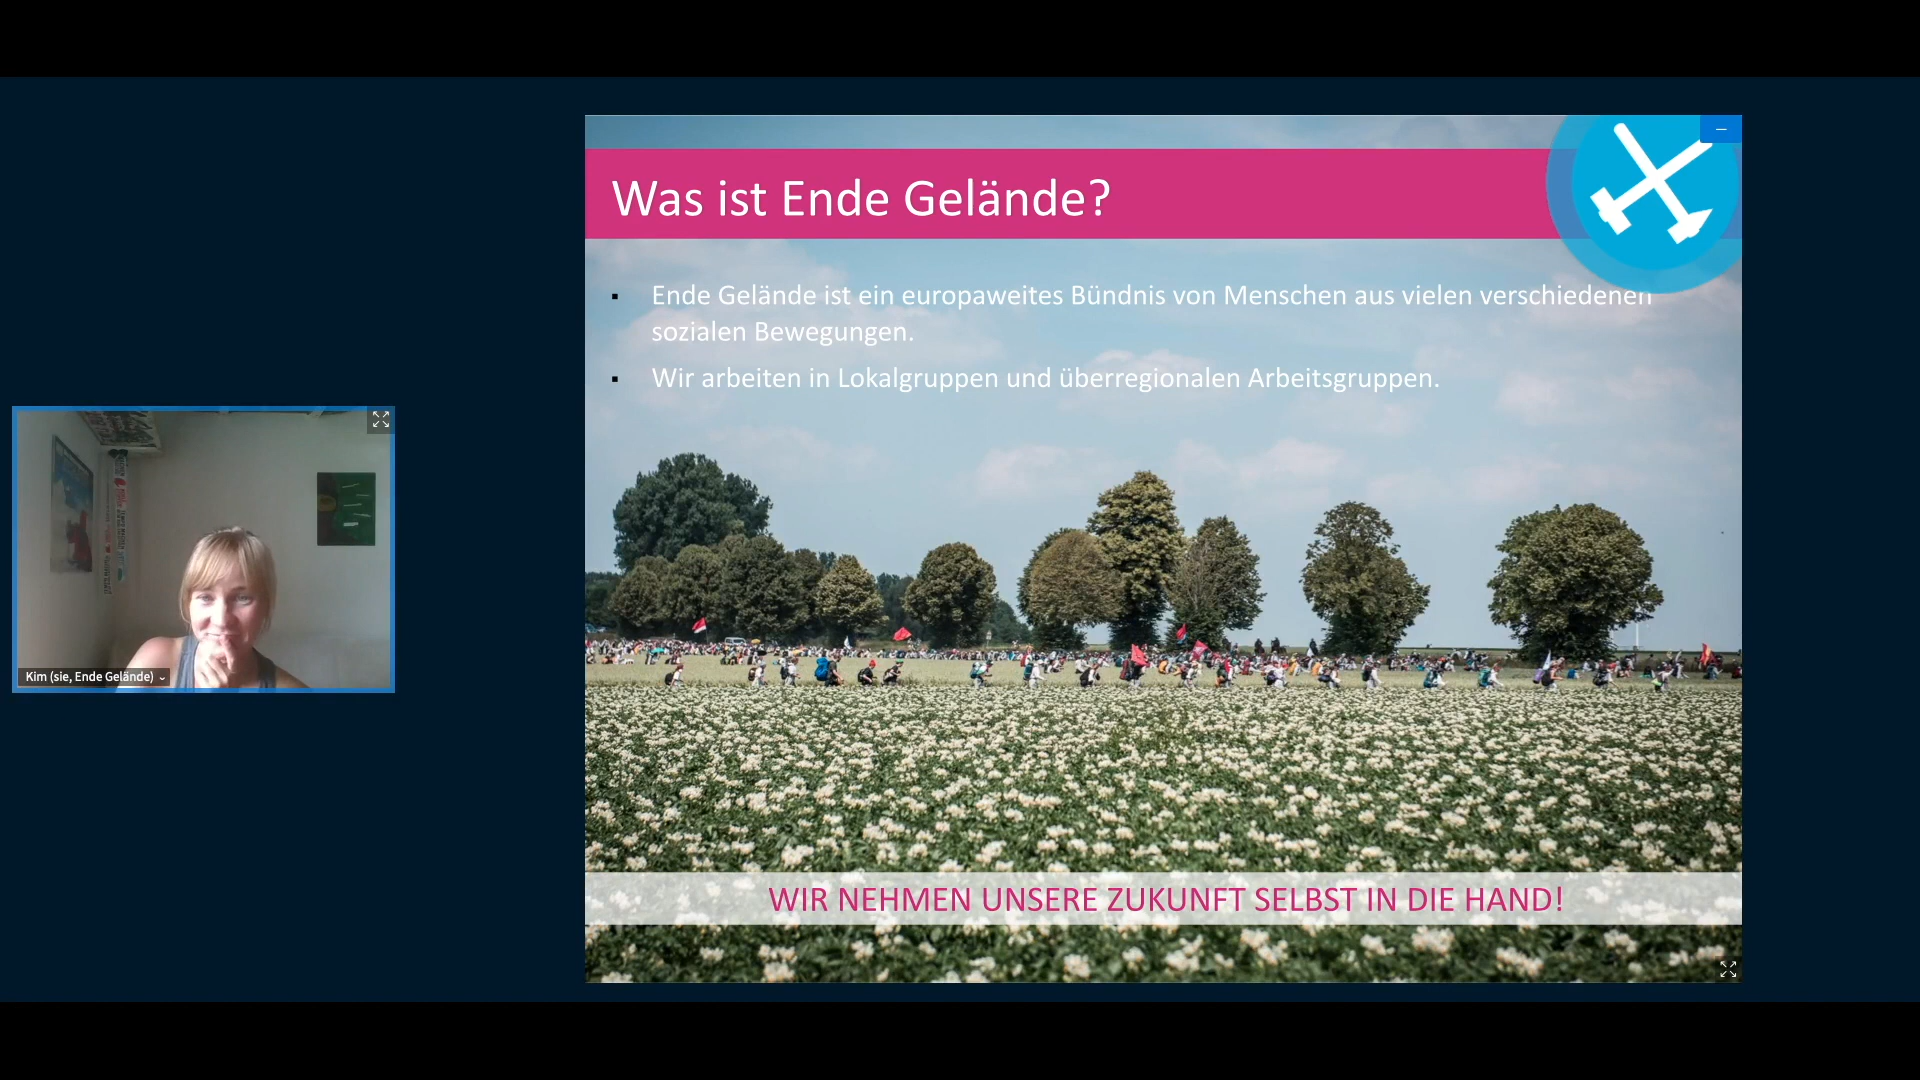 Was ist Ende Gelände?
▪ Ende Gelände ist ein europaweites Bündnis von Menschen aus vielen verschiedenen
sozialen Bewegungen.
▪ Wir arbeiten in Lokalgruppen und überregionalen Arbeitsgruppen.
Kim (sie, Ende Gelände)
WIR NEHMEN UNSERE ZUKUNFT SELBST IN DIE HAND!